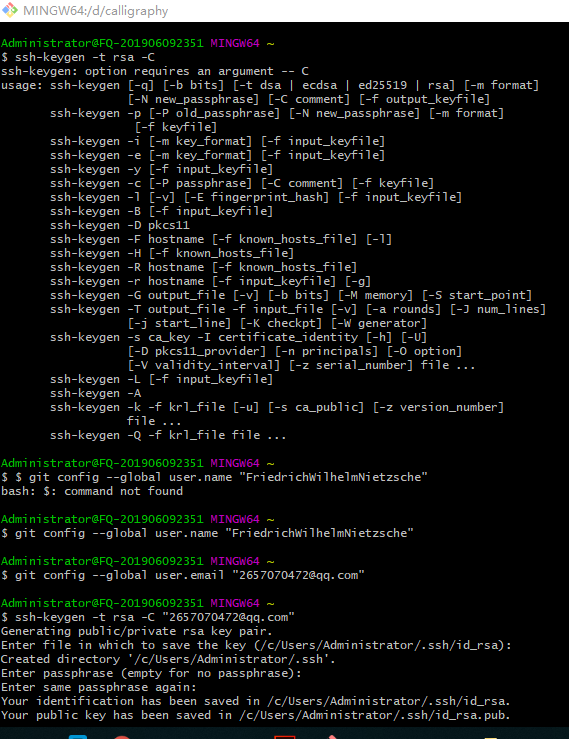 MINGW64:/d/calligraphy
Administrator@FQ-201906092351 MINGW64 ~
$ ssh-keygen -t rsa -C
ssh-keygen: option requires an argument -- C
usage: ssh-keygen [-q] [-b bits] [-t dsa | ecdsa | ed25519 | rsa] [-m format]
[-N new_passphrase] [-C comment] [-f output_keyfile]
ssh-keygen -p [-P old_passphrase] [-N new_passphrase] [-m format]
[-f keyfile]
ssh-keygen -i [-m key_format] [-f input_keyfile]
ssh-keygen -e [-m key_format] [-f input_keyfile]
ssh-keygen -y [-f input_keyfile]
ssh-keygen -c [-P passphrase] [-C comment] [-f keyfile]
ssh-keygen -l [-v] [-E fingerprint_hash] [-f input_keyfile]
ssh-keygen -B [-f input_keyfile]
ssh-keygen -D pkcs11
ssh-keygen -F hostname [-f known_hosts_file] [-l]
ssh-keygen -H [-f known_hosts_file]
ssh-keygen -R hostname [-f known_hosts_file]
ssh-keygen -r hostname [-f input_keyfile] [-g]
ssh-keygen -G output_file [-v] [-b bits] [-M memory] [-S start_point]
ssh-keygen -T output_file -f input_file [-v] [-a rounds] [-J num_lines]
[-j start_line] [-K checkpt] [-W generator]
ssh-keygen -s ca_key -I certificate_identity [-h] [-U]
[-D pkcs11_provider] [-n principals] [-O option]
[-V validity_interval] [-z serial_number] file ...
ssh-keygen -L [-f input_keyfile]
ssh-keygen -A
ssh-keygen -k -f krl_file [-u] [-s ca_public] [-z version_number]
file ...
ssh-keygen -Q -f krl_file file ...
Administrator@FQ-201906092351 MINGW64 ~
$ $ git config --global user.name "FriedrichWilhelmNietzsche"
bash: $: command not found
Administrator@FQ-201906092351 MINGW64 ~
$ git config --global user.name "FriedrichWilhelmNietzsche"
Administrator@FQ-201906092351 MINGW64 ~
$ git config --global user.email "2657070472@qq.com"
Administrator@FQ-201906092351 MINGW64 ~
$ ssh-keygen -t rsa -C "2657070472@qq.com"
Generating public/private rsa key pair.
Enter file in which to save the key (/c/Users/Administrator/.ssh/id_rsa):
Created directory '/c/Users/Administrator/.ssh'.
Enter passphrase (empty for no passphrase):
Enter same passphrase again:
Your identification has been saved in /c/Users/Administrator/.ssh/id_rsa.
Your public key has been saved in /c/Users/Administrator/.ssh/id_rsa.pub.